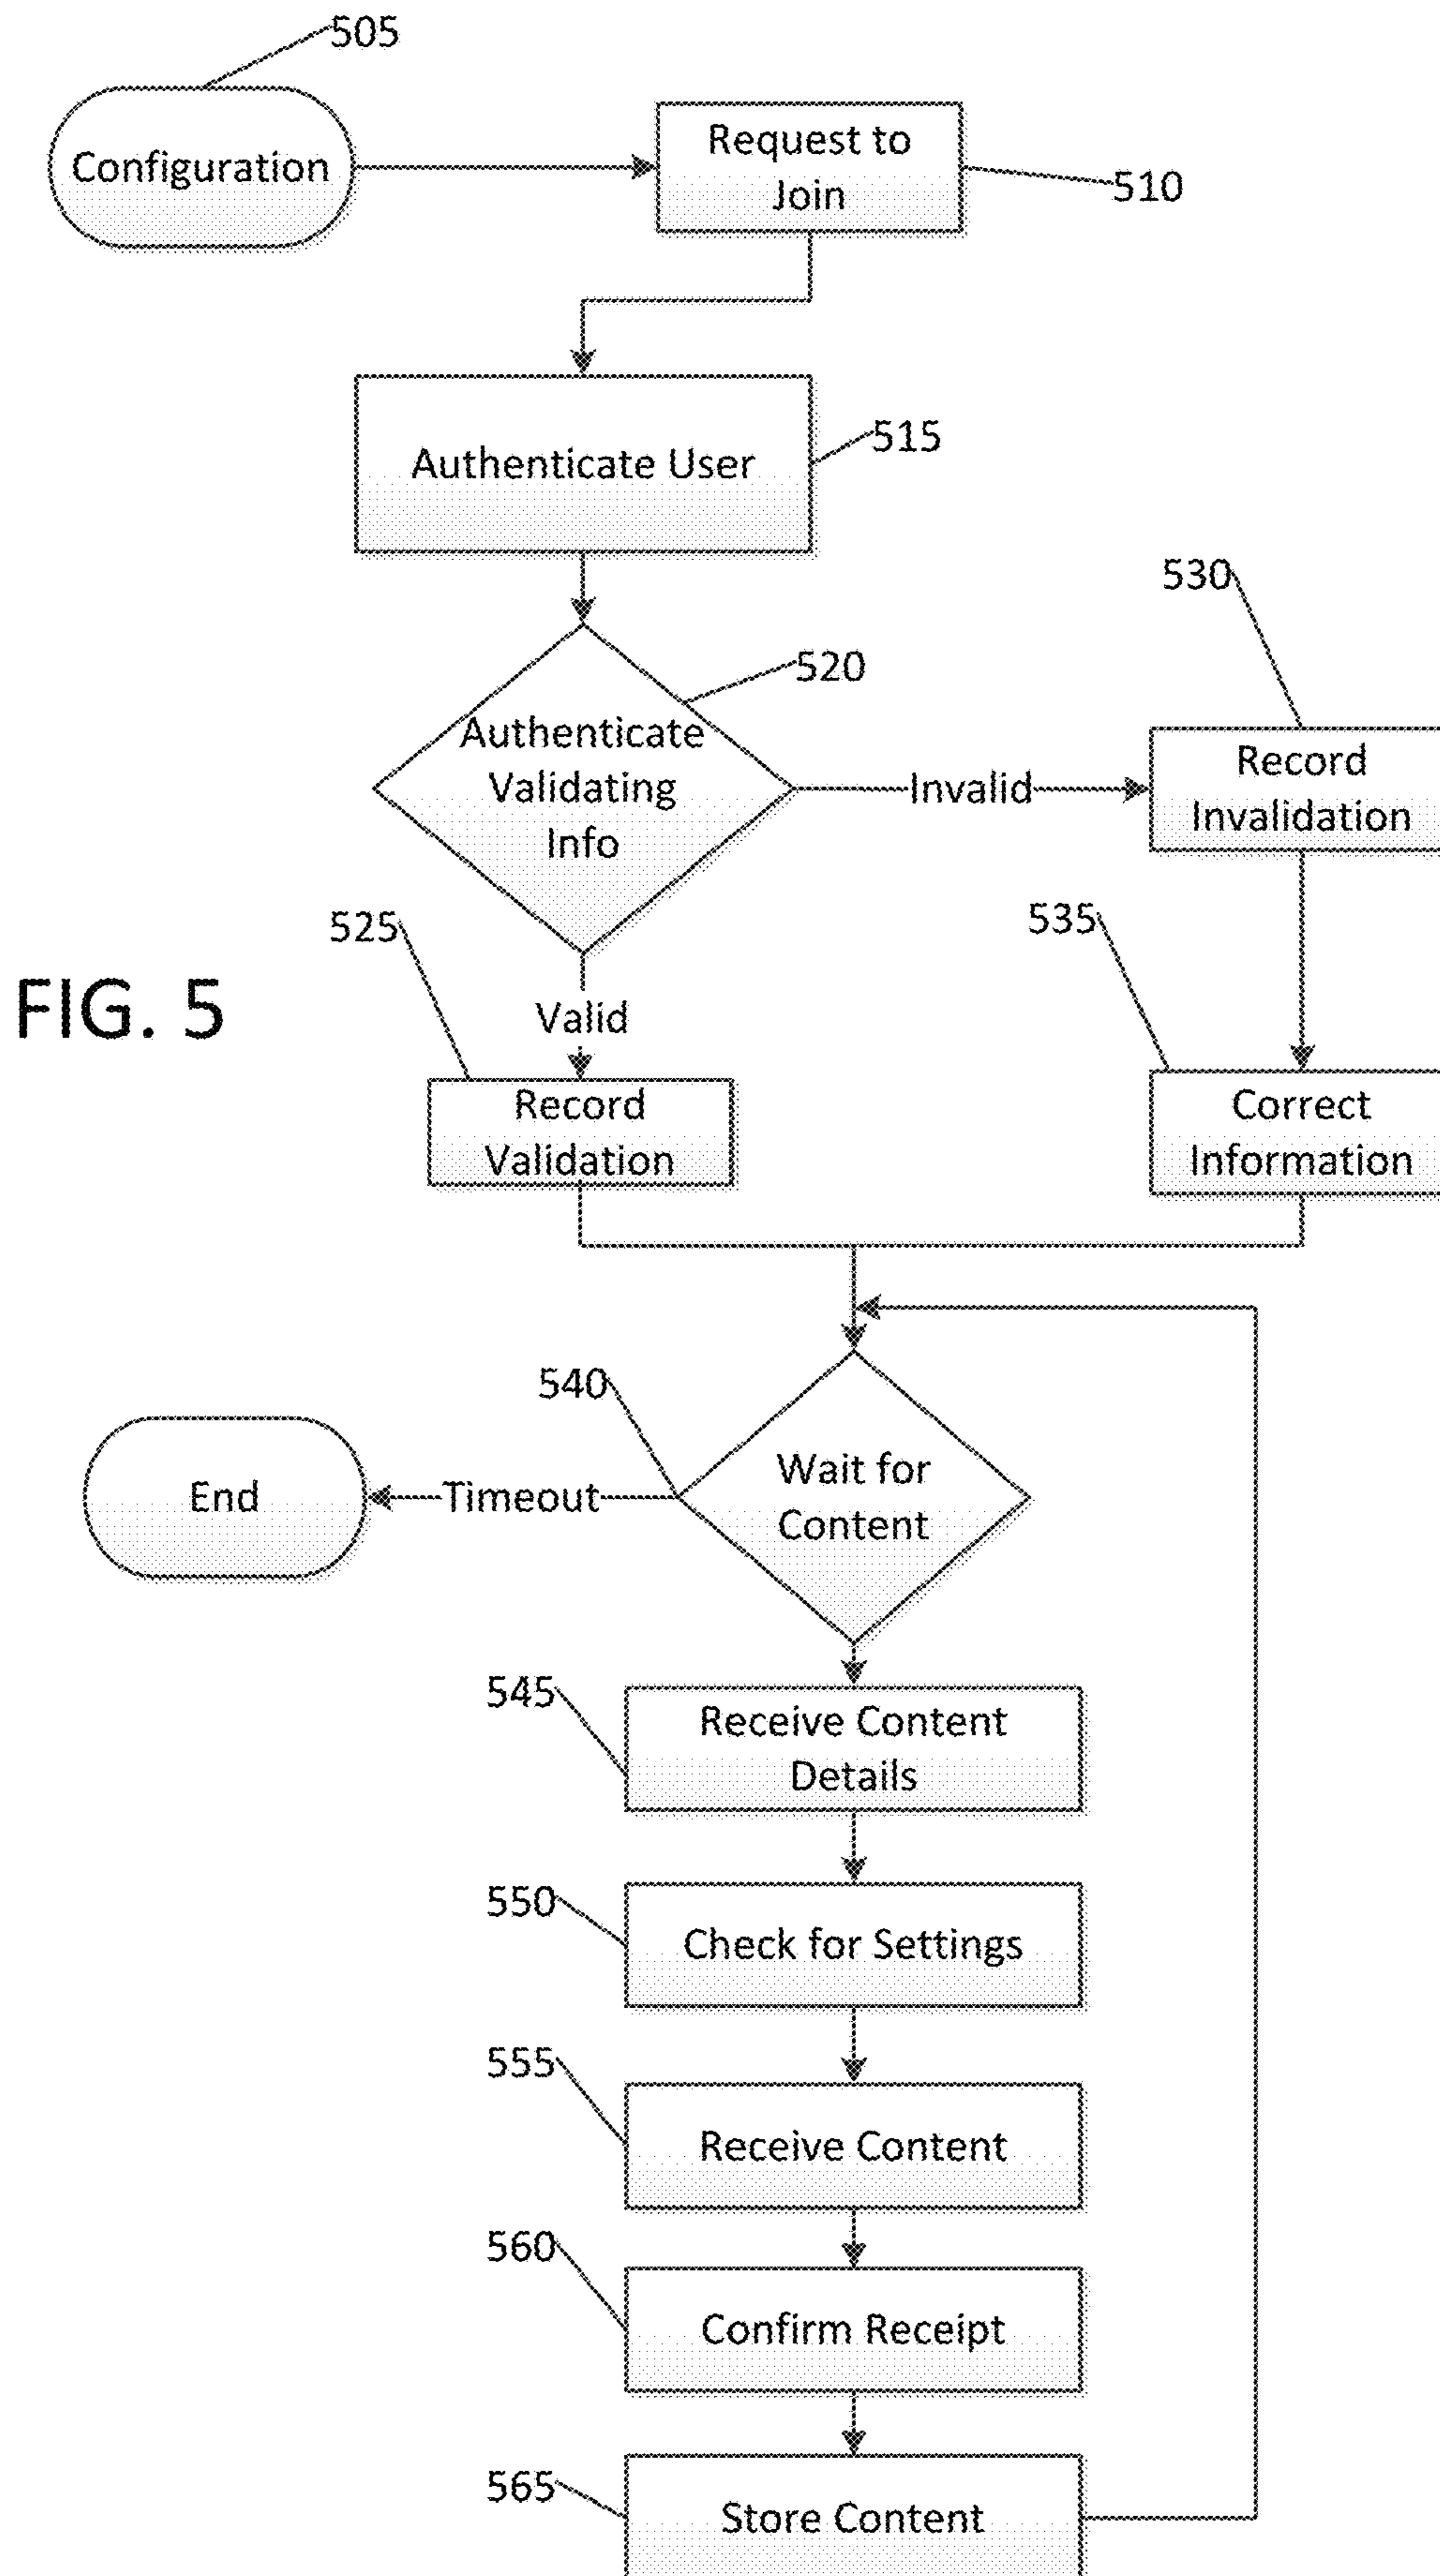 505
Configuration
Request to
Join
510
Authenticate User
515
530
520
Authenticate
Validating
Info
Invalid
Record
Invalidation
525
535
FIG. 5
Valid
Record
Validation
Correct
Information
540
End
Timeout
Wait for
Content
545
Receive Content
Details
550
Check for Settings
555
Receive Content
560
Confirm Receipt
565
Store Content